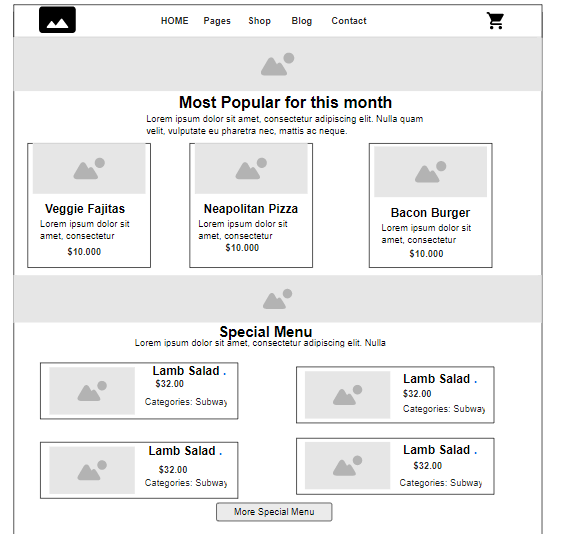 HOME Pages Shop Blog Contact
Most Popular for this month
Lorem ipsum dolor sit amet, consectetur adipiscing elit. Nulla quam
velit, vulputate eu pharetra nec, mattis ac neque.
Veggie Fajitas
Lorem ipsum dolor sit
amet, consectetur
$10.000
Neapolitan Pizza
Lorem ipsum dolor sit
amet, consectetur
$10.000
Bacon Burger
Lorem ipsum dolor sit
amet, consectetur
$10.000
Special Menu
Lorem ipsum dolor sit amet, consectetur adipiscing elit. Nulla
Lamb Salad .
$32.00
Categories: Subway
Lamb Salad .
$32.00
Categories: Subway
Lamb Salad .
$32.00
Categories: Subway
Lamb Salad .
$32.00
Categories: Subway
More Special Menu